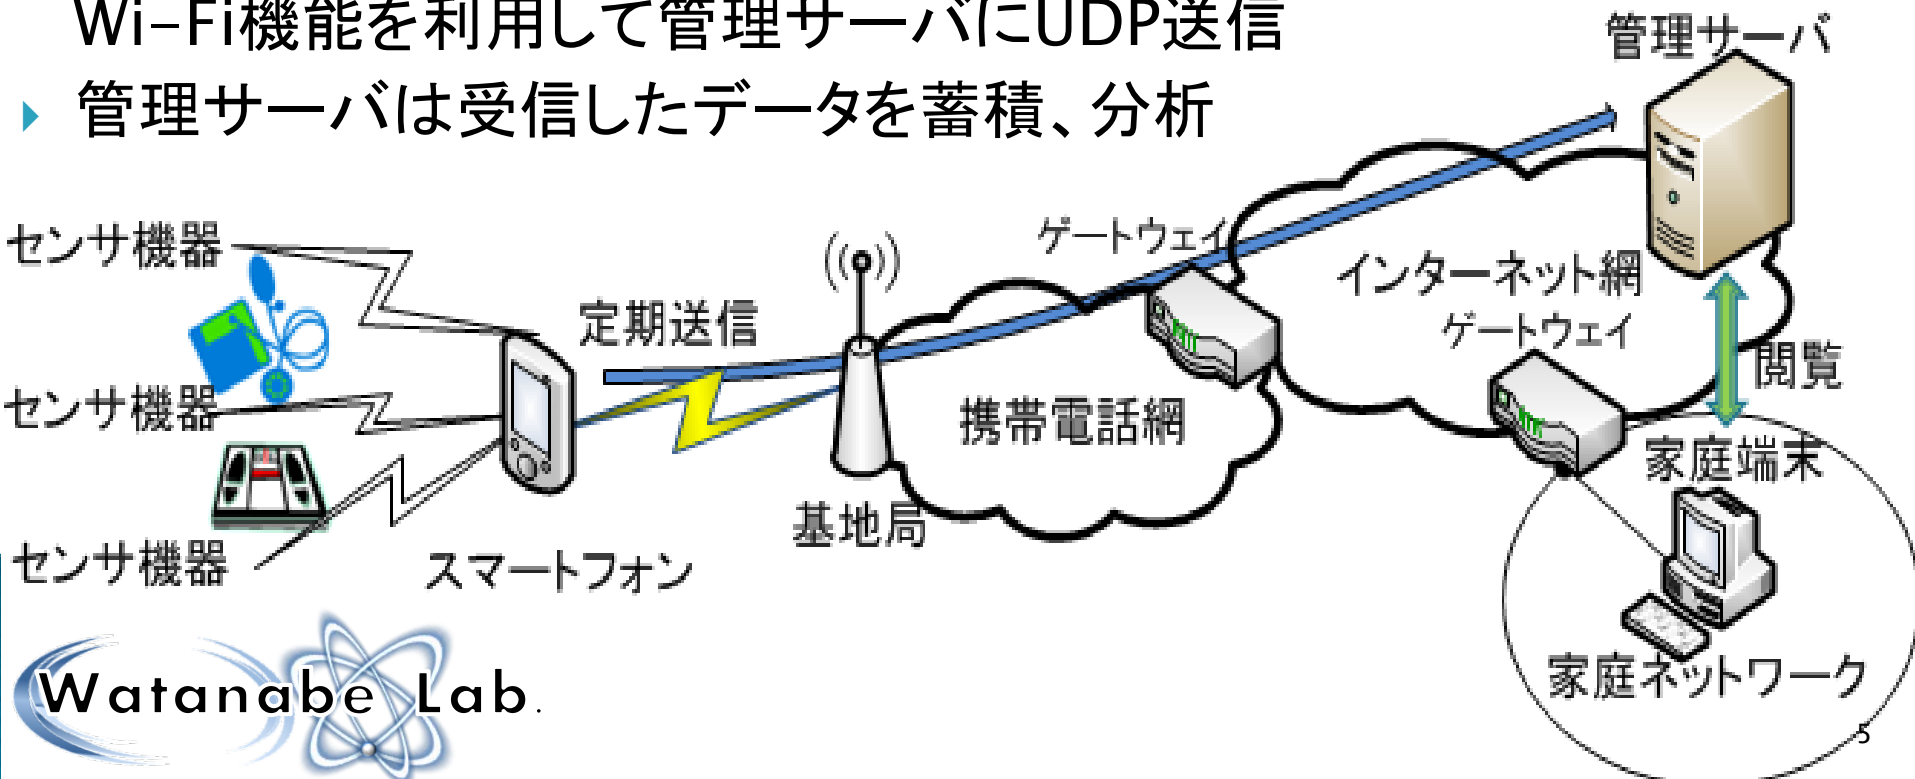 Wi-Fi機能を利用して管理サーバにUDP送信
管理サーバは受信したデータを蓄積、分析
管理サーバ
センサ機器
ゲートウェイ
インターネット網
定期送信
ゲートウェイ
閲覧
センサ機器
携帯電話網
家庭端末
基地局
センサ機器
スマートフォン
家庭ネットワーク
Watanabe Lab.
5